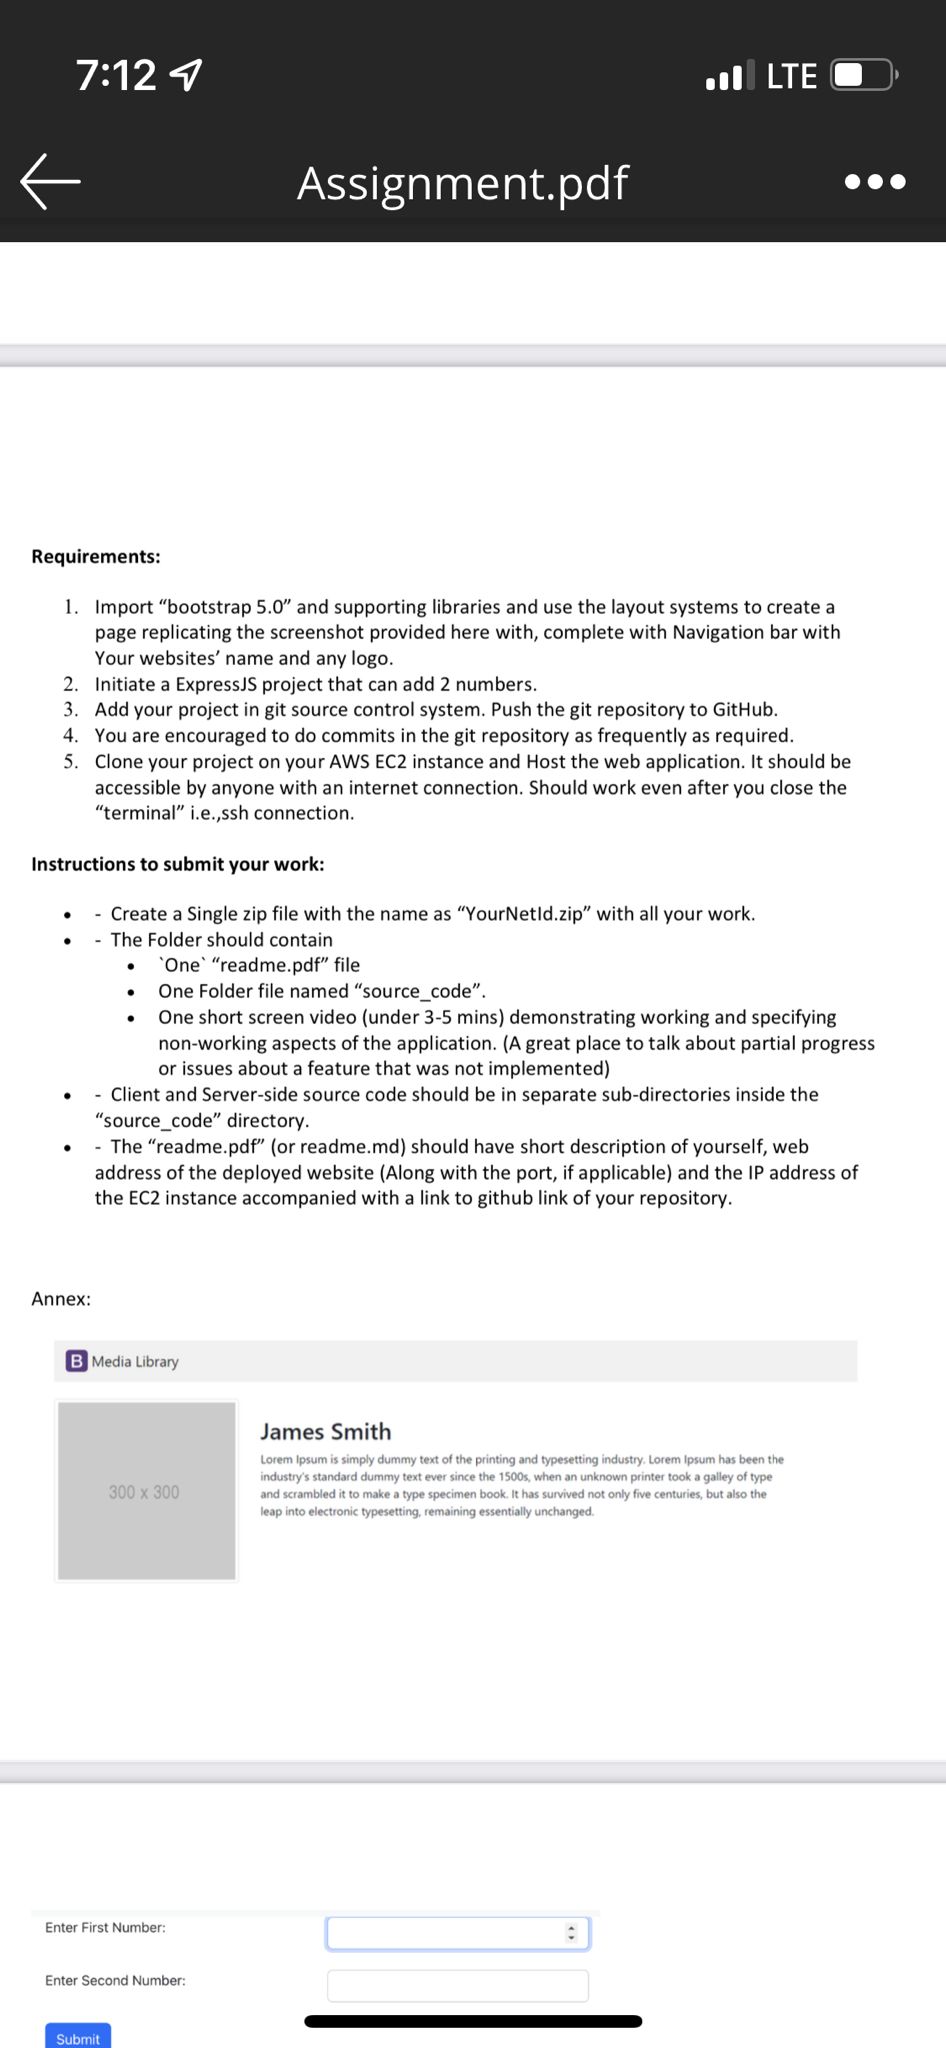 7:12
LTE
Assignment.pdf
Requirements:
1. Import “bootstrap 5.0” and supporting libraries and use the layout systems to create a
page replicating the screenshot provided here with, complete with Navigation bar with
Your websites’ name and any logo.
2. Initiate a ExpressJS project that can add 2 numbers.
3. Add your project in git source control system. Push the git repository to GitHub.
4. You are encouraged to do commits in the git repository as frequently as required.
5. Clone your project on your AWS EC2 instance and Host the web application. It should be
accessible by anyone with an internet connection. Should work even after you close the
“terminal” i.e.,ssh connection.
Instructions to submit your work:
• - Create a Single zip file with the name as “YourNetId.zip” with all your work.
• - The Folder should contain
• `One` “readme.pdf” file
• One Folder file named “source_code”.
• One short screen video (under 3-5 mins) demonstrating working and specifying
non-working aspects of the application. (A great place to talk about partial progress
or issues about a feature that was not implemented)
• - Client and Server-side source code should be in separate sub-directories inside the
“source_code” directory.
• - The “readme.pdf” (or readme.md) should have short description of yourself, web
address of the deployed website (Along with the port, if applicable) and the IP address of
the EC2 instance accompanied with a link to github link of your repository.
Annex:
B Media Library
300 x 300
James Smith
Lorem Ipsum is simply dummy text of the printing and typesetting industry. Lorem Ipsum has been the
industry's standard dummy text ever since the 1500s, when an unknown printer took a galley of type
and scrambled it to make a type specimen book. It has survived not only five centuries, but also the
leap into electronic typesetting, remaining essentially unchanged.
Enter First Number:
Enter Second Number:
Submit